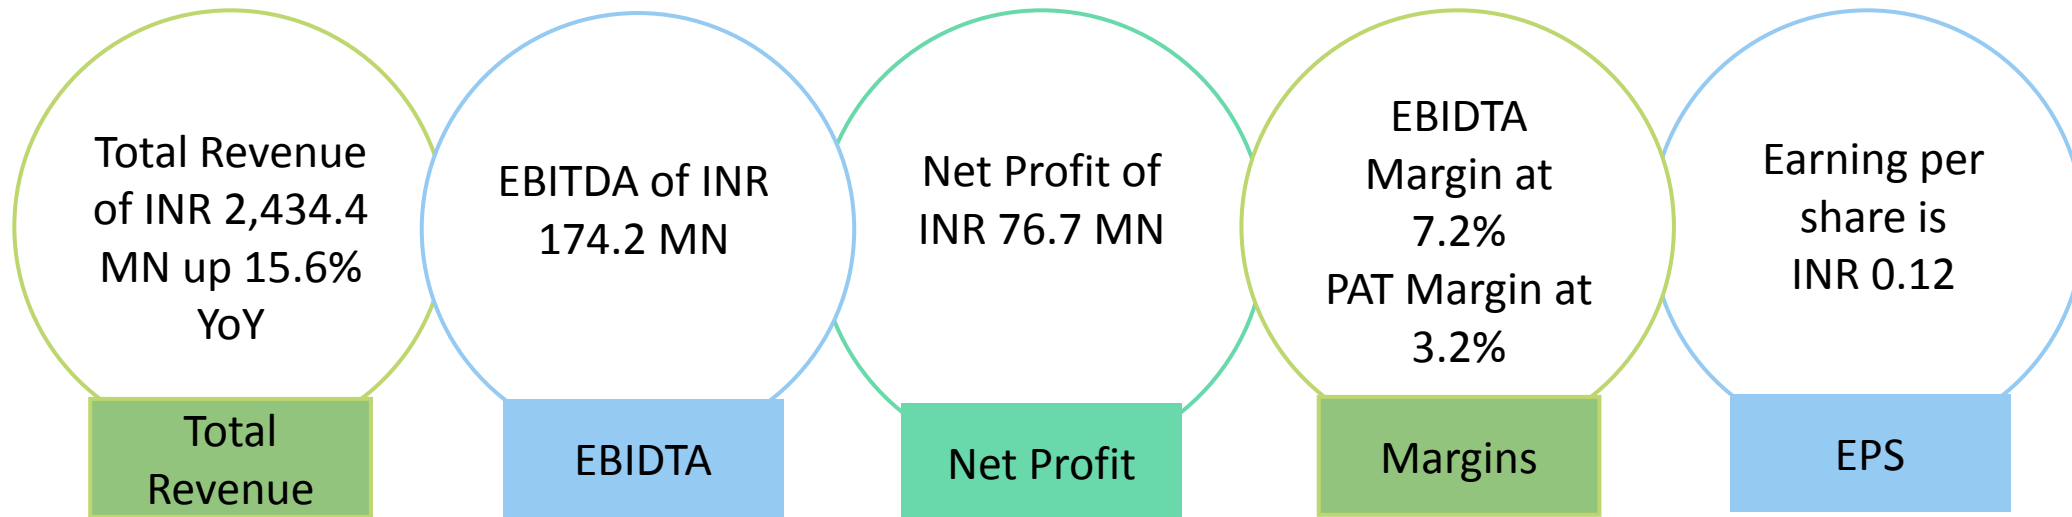 Total Revenue
of INR 2,434.4
MN up 15.6%
YoY
Total
Revenue
EBITDA of INR
174.2 MN
EBIDTA
Net Profit of
INR 76.7 MN
Net Profit
EBIDTA
Margin at
7.2%
PAT Margin at
3.2%
Margins
Earning per
share is
INR 0.12
EPS